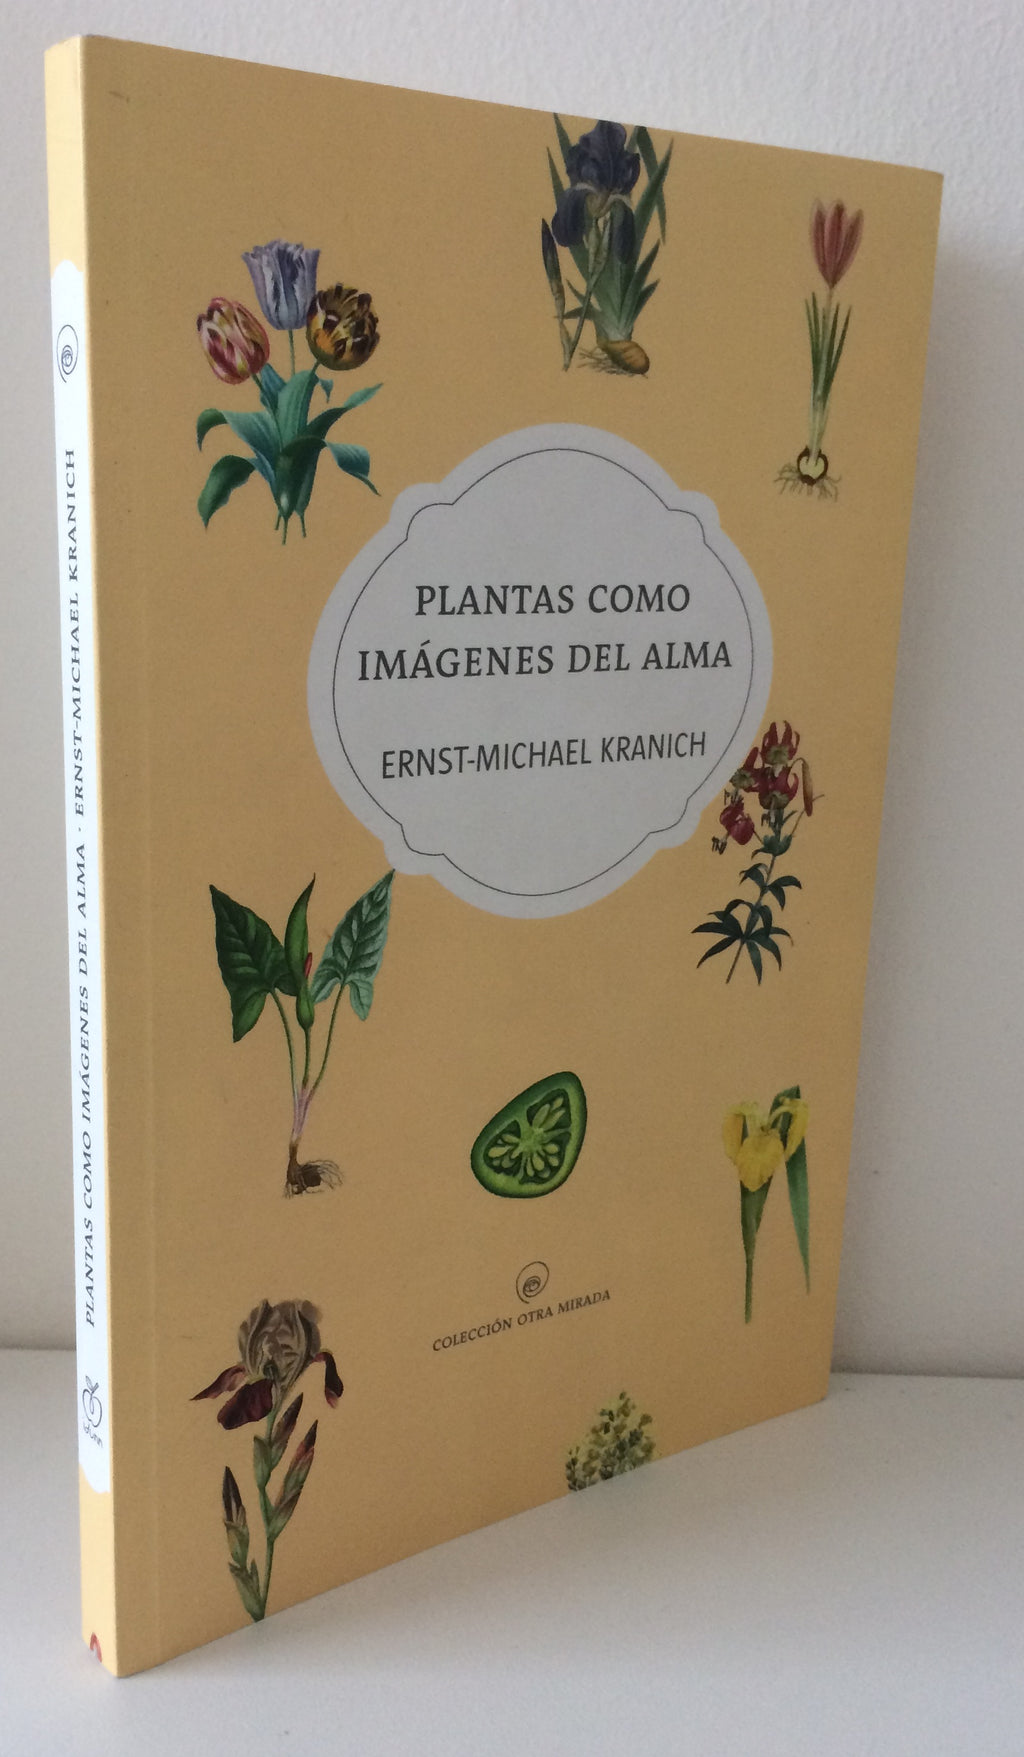 PLANTAS COMO
IMÁGENES DEL ALMA
ERNST-MICHAEL KRANICH
COLECCIÓN OTRA MIRADA
PLANTAS COMO IMÁGENES DEL ALMA · ERNST-MICHAEL KRANICH